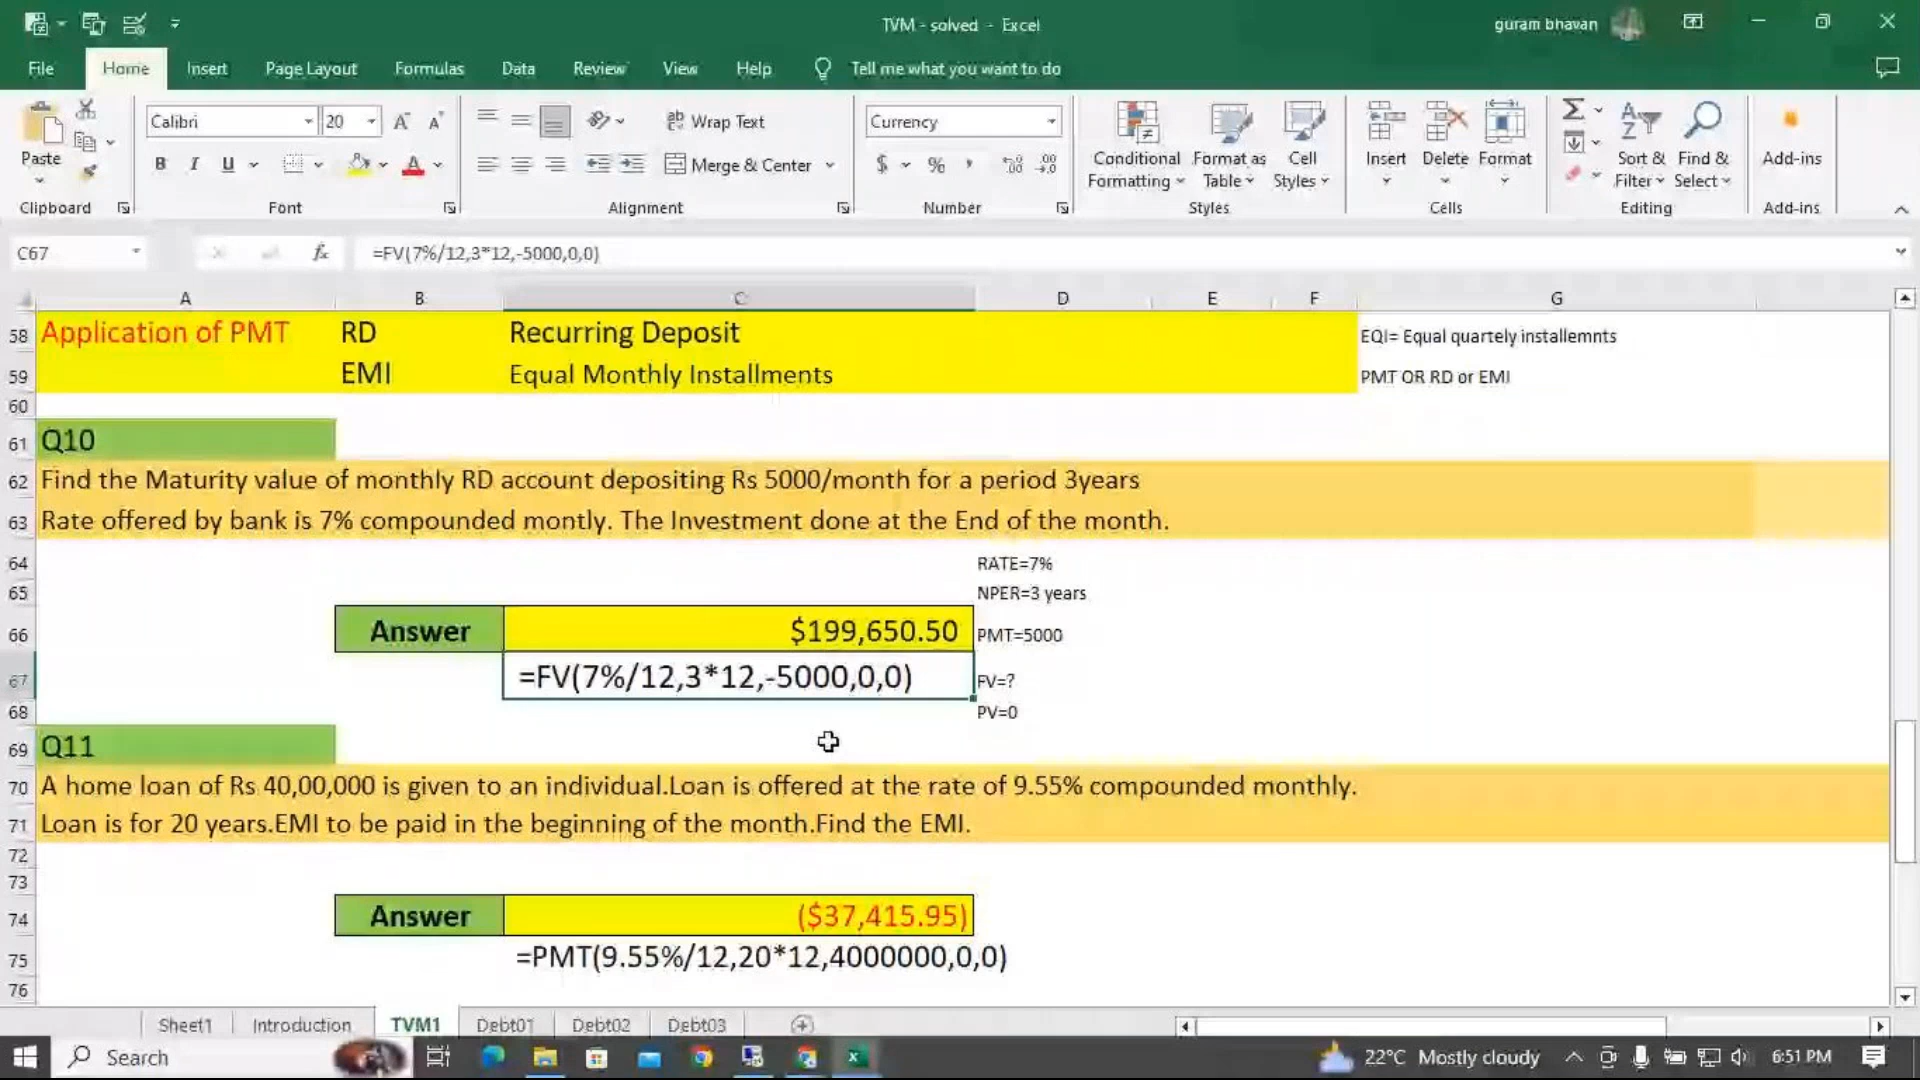 TVM - solved - Excel
guram bhavan
File Home Insert Page Layout Formulas Data Review View Help Tell me what you want to do
Paste
Calibri 20
Wrap Text
Merge & Center
Currency
Conditional Formatting
Format as Table
Cell Styles
Insert
Delete
Format
Sort & Filter
Find & Select
Add-ins
Clipboard Font Alignment Number Styles Cells Editing Add-ins
C67 fx =FV(7%/12,3*12,-5000,0,0)
A B C D E F G
58 Application of PMT RD Recurring Deposit EQI= Equal quartely installemnts
59 EMI Equal Monthly Installments PMT OR RD or EMI
60
61 Q10
62 Find the Maturity value of monthly RD account depositing Rs 5000/month for a period 3years
63 Rate offered by bank is 7% compounded montly. The Investment done at the End of the month.
64 RATE=7%
65 NPER=3 years
66 Answer $199,650.50 PMT=5000
67 =FV(7%/12,3*12,-5000,0,0) FV=?
68 PV=0
69 Q11
70 A home loan of Rs 40,00,000 is given to an individual.Loan is offered at the rate of 9.55% compounded monthly.
71 Loan is for 20 years.EMI to be paid in the beginning of the month.Find the EMI.
72
73
74 Answer ($37,415.95)
75 =PMT(9.55%/12,20*12,4000000,0,0)
76
Sheet1 Introduction TVM1 Debt01 Debt02 Debt03
Search 22°C Mostly cloudy 6:51 PM